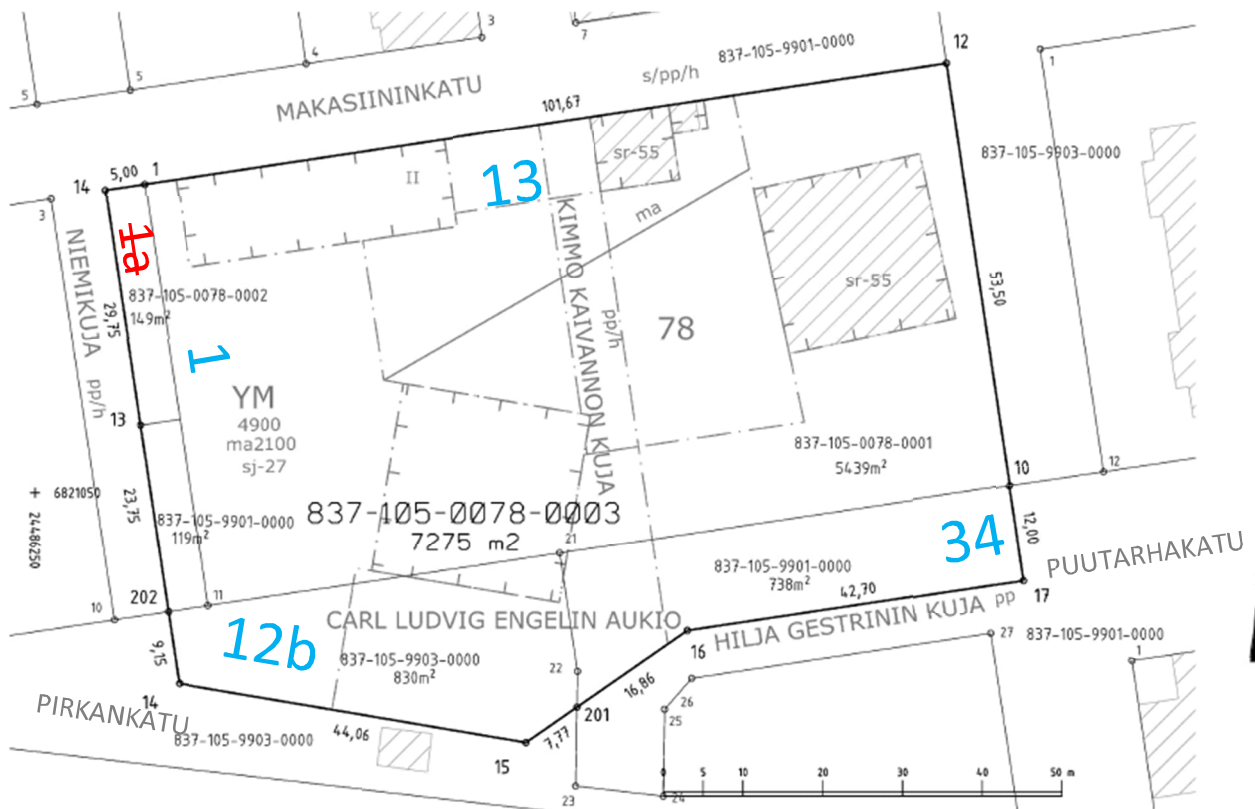 3
7
12
1
837-105-9901-0000
s/pp/h
4
5
5
MAKASIININKATU
101,67
837-105-9903-0000
sr-55
II
13
5,00
1
14
3
1a
NIEMIKUJA pp/h
29,75
837-105-0078-0002
149m²
1
KIMMO KAIVANNON KUJA
pp/h
ma
sr-55
53,50
78
YM
4900
ma2100
sj-27
13
837-105-0078-0001
5439m²
10
12
+ 6821050
24486250
23,75
837-105-9901-0000
119m²
837-105-0078-0003
7275 m2
12,00
34
21
837-105-9901-0000
738m²
42,70
PUUTARHAKATU
17
10
202
11
12b
CARL LUDVIG ENGELIN AUKIO
HILJA GESTRININ KUJA pp
16
27
837-105-9901-0000
1
9,15
837-105-9903-0000
830m²
22
14
PIRKANKATU
837-105-9903-0000
44,06
16,86
26
25
201
7,77
15
23
24
0 5 10 20 30 40 50 m